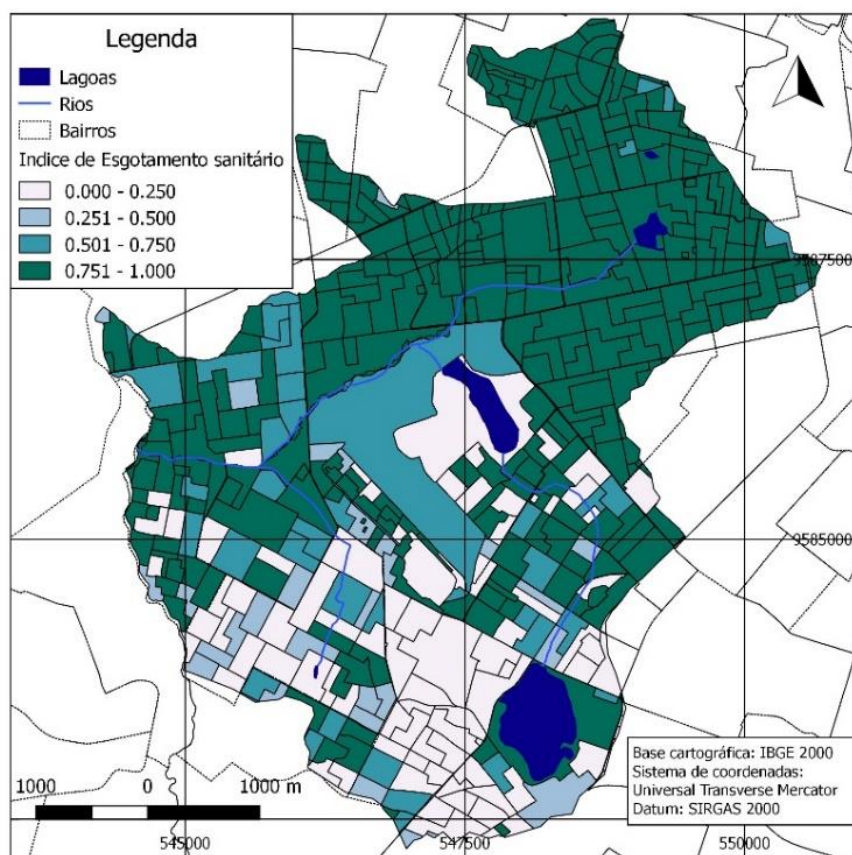 Legenda
Lagoas
Rios
Bairros
Indice de Esgotamento sanitário
0.000 - 0.250
0.251 - 0.500
0.501 - 0.750
0.751 - 1.000
9585000
1000 0 1000 m
Base cartográfica: IBGE 2000
Sistema de coordenadas:
Universal Transverse Mercator
Datum: SIRGAS 2000
545000 547500 550000